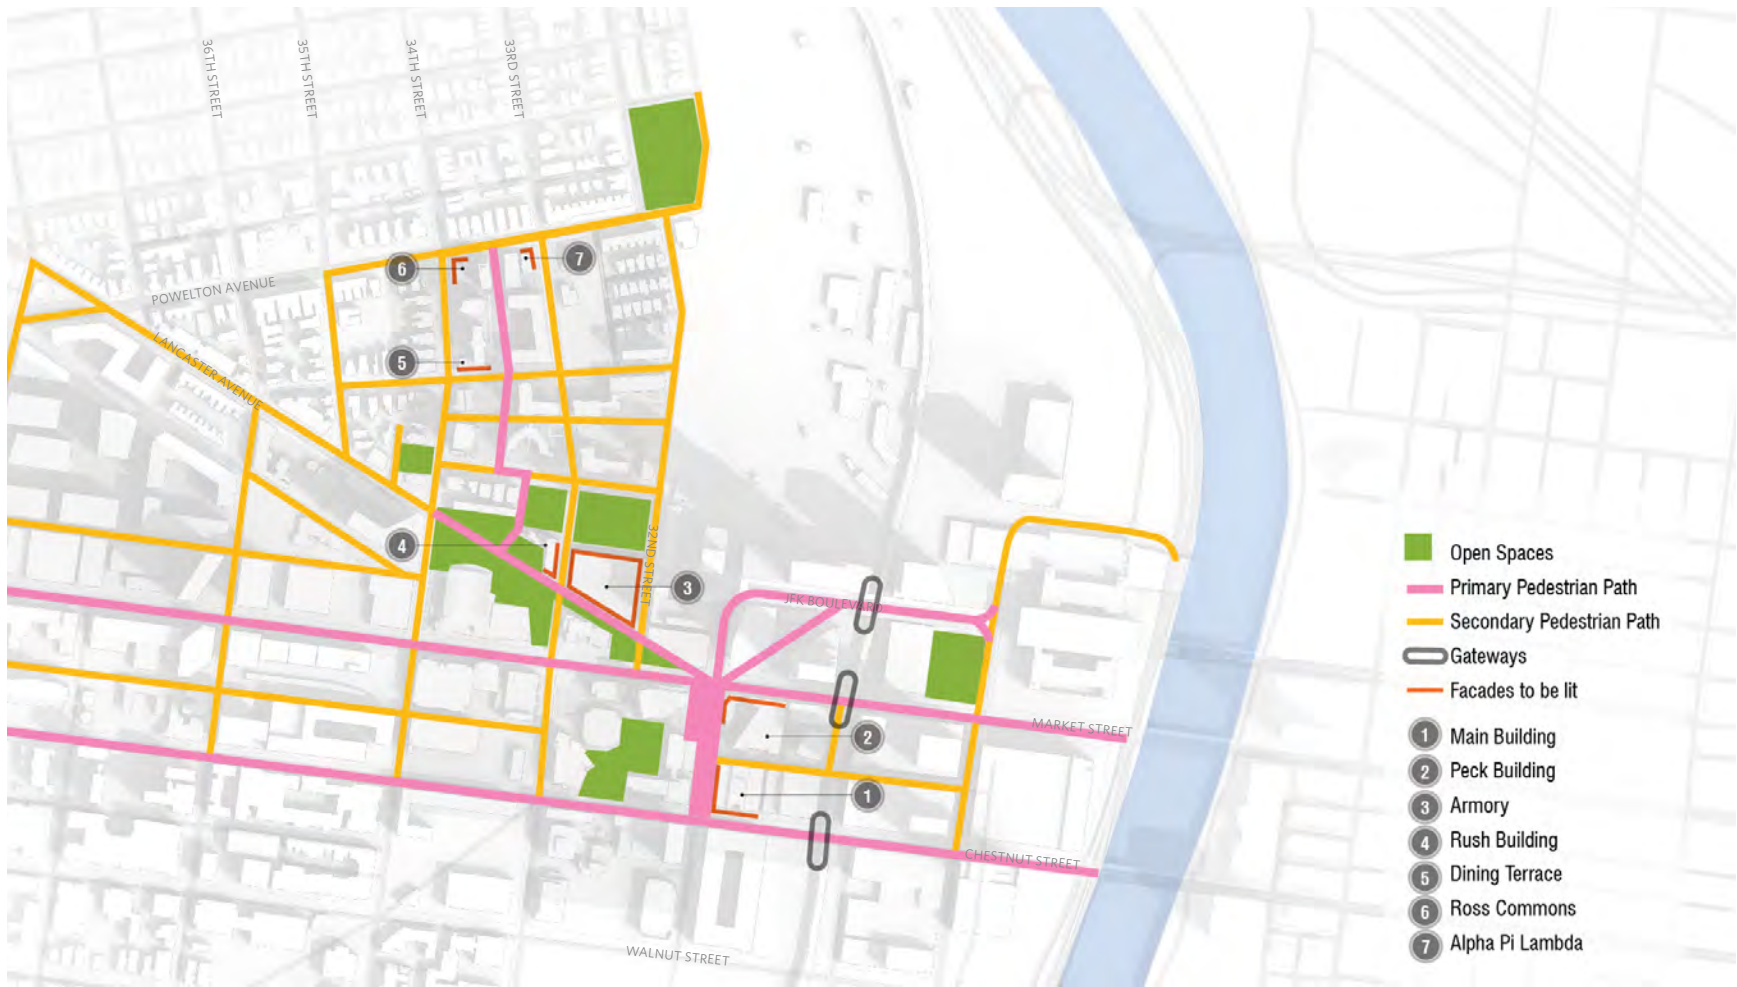 36TH STREET
35TH STREET
34TH STREET
33RD STREET
POWELTON AVENUE
LANCASTER AVENUE
6
7
5
4
32ND STREET
3
JFK BOULEVARD
MARKET STREET
2
1
CHESTNUT STREET
WALNUT STREET
Open Spaces
Primary Pedestrian Path
Secondary Pedestrian Path
Gateways
Facades to be lit
1 Main Building
2 Peck Building
3 Armory
4 Rush Building
5 Dining Terrace
6 Ross Commons
7 Alpha Pi Lambda